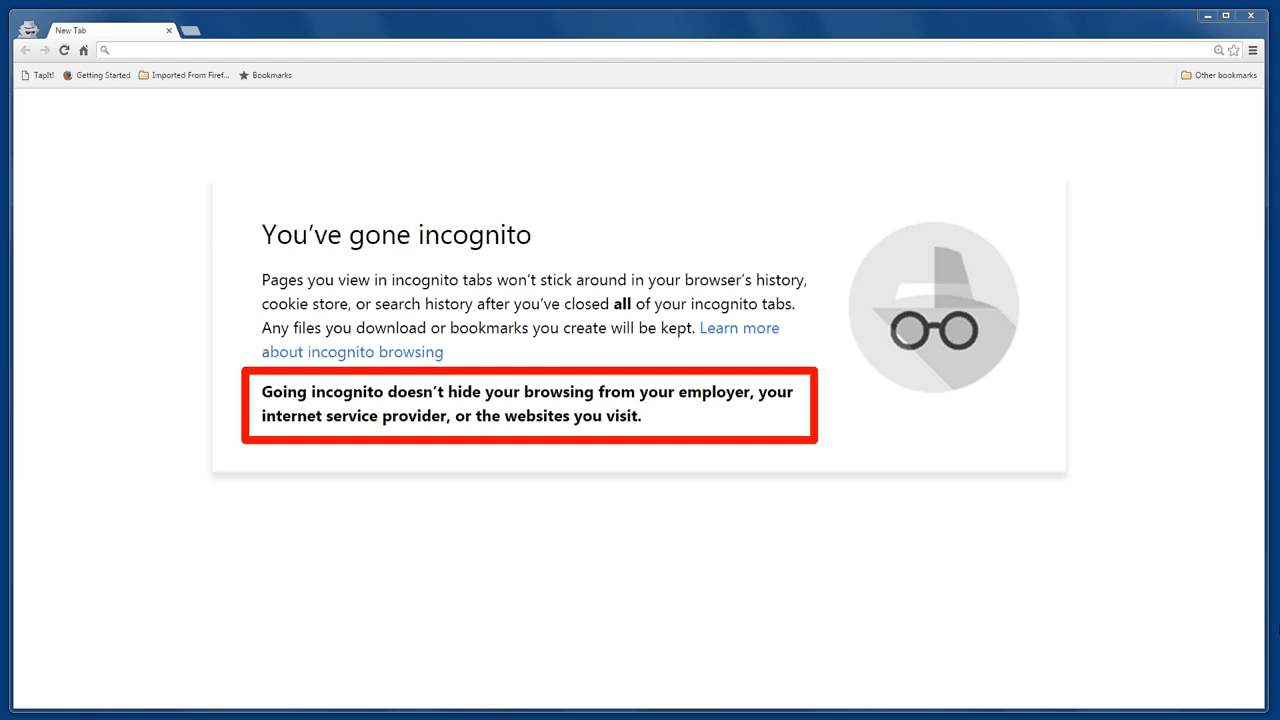 New Tab
TapIt!
Getting Started
Imported From Firef...
Bookmarks
Other bookmarks
You've gone incognito
Pages you view in incognito tabs won't stick around in your browser's history,
cookie store, or search history after you've closed all of your incognito tabs.
Any files you download or bookmarks you create will be kept. Learn more
about incognito browsing
Going incognito doesn't hide your browsing from your employer, your
internet service provider, or the websites you visit.